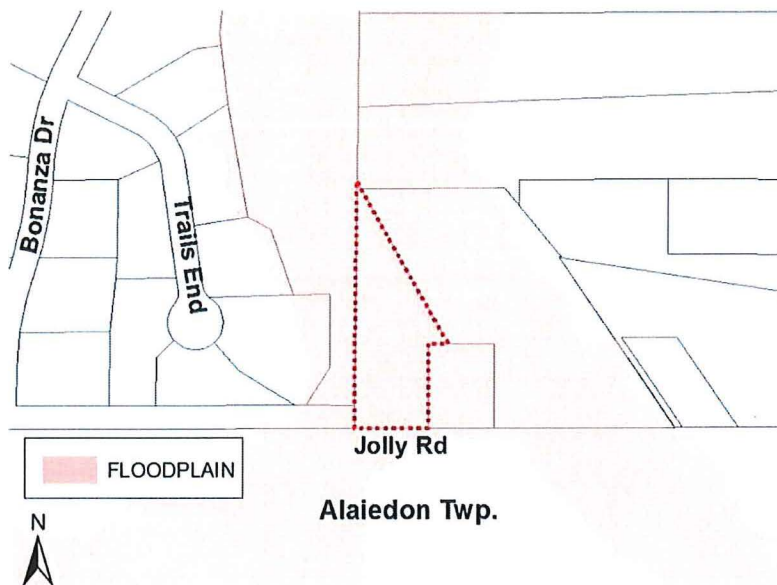 Bonanza Dr
Trails End
Jolly Rd
FLOODPLAIN
Alaiedon Twp.
N